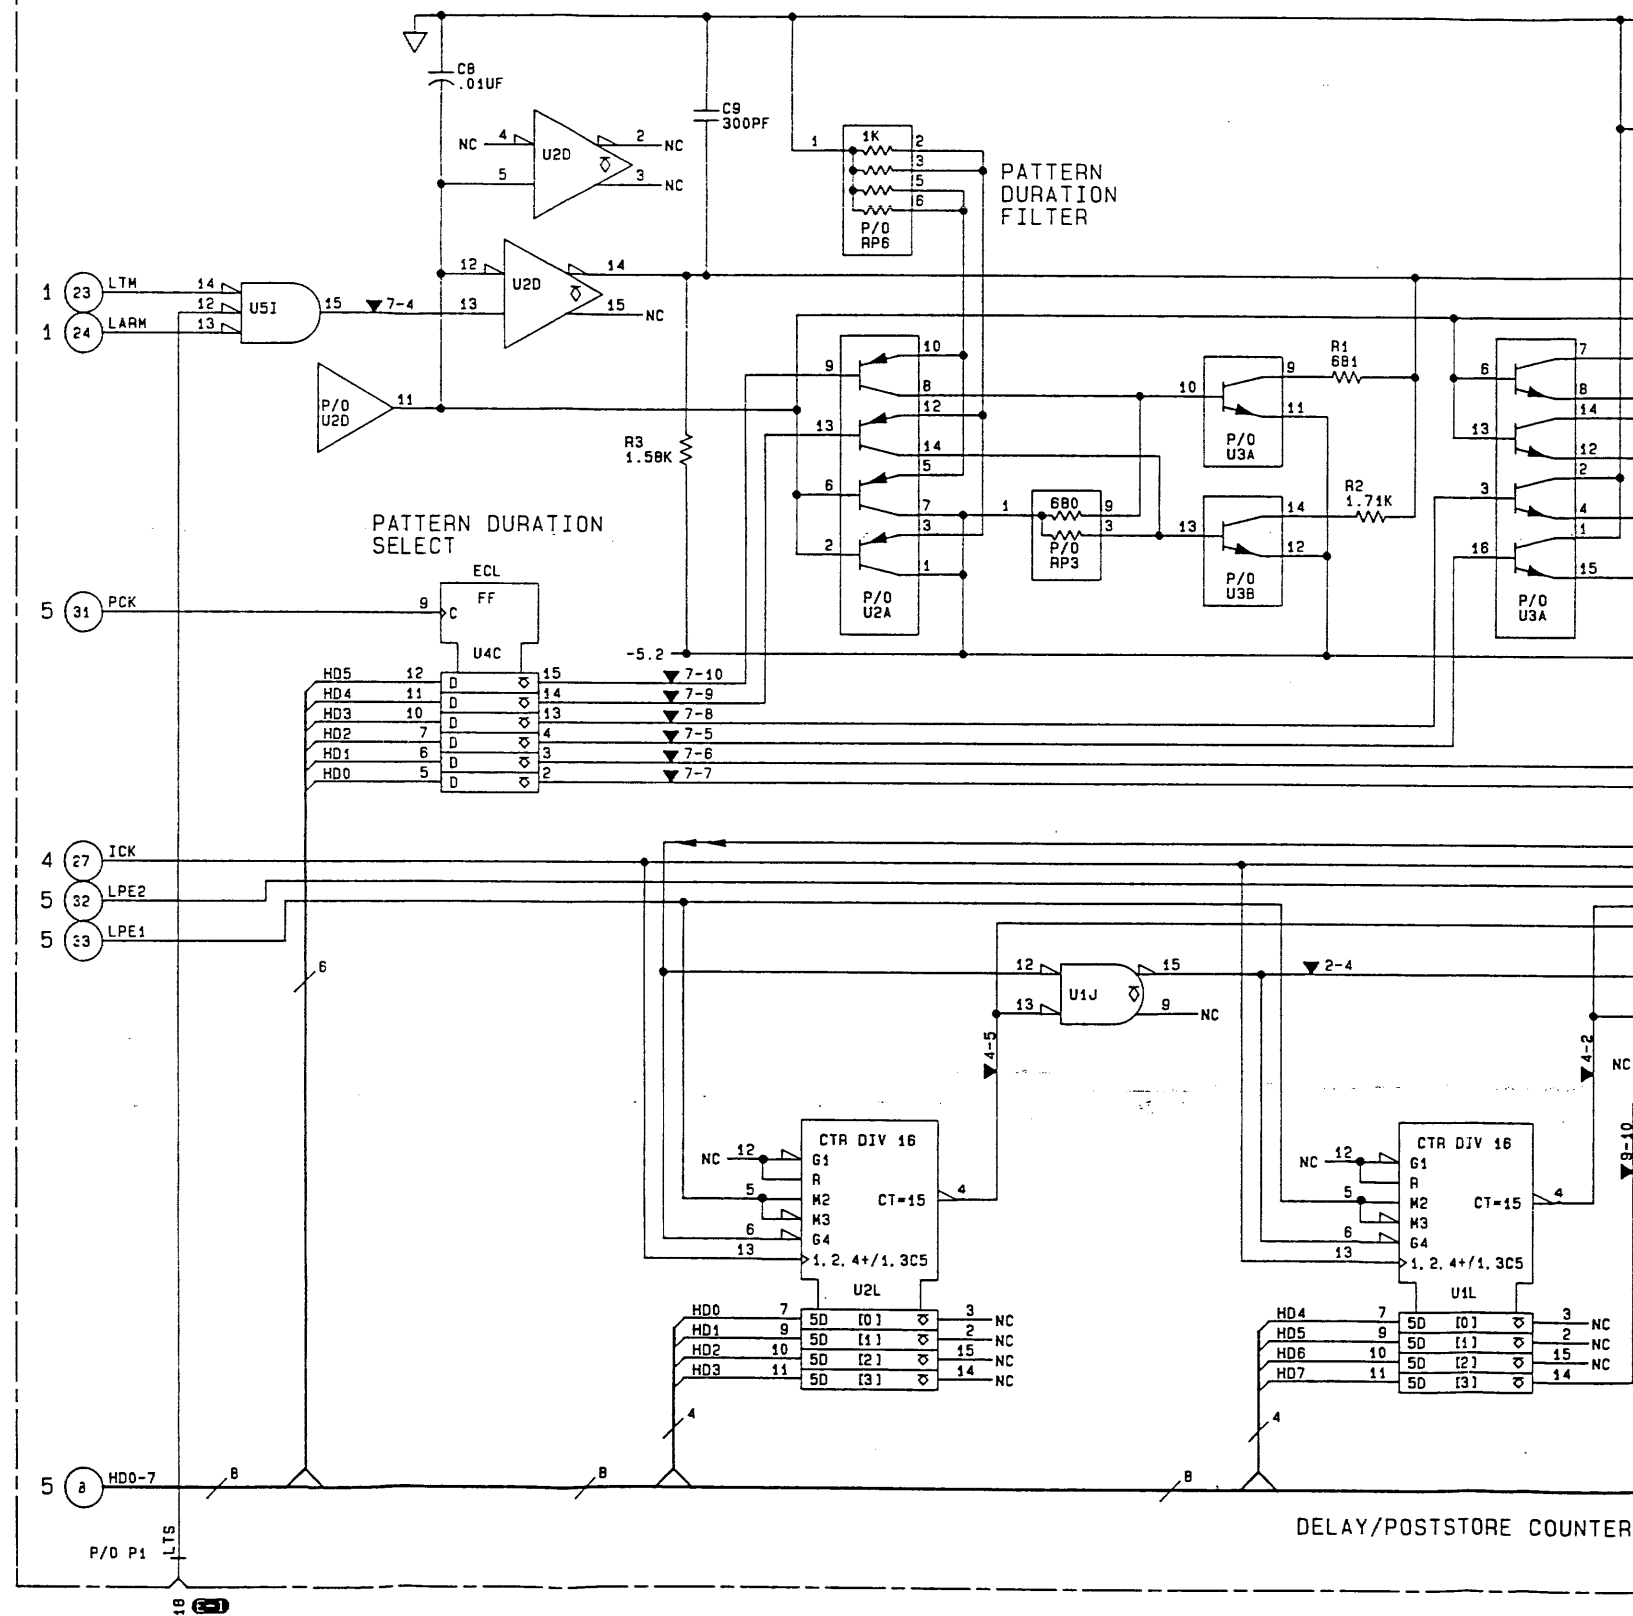 C8
.01UF
C9
300PF
NC 4 U2D 2 NC
5 3 NC
1 1K 2
3
5
6
P/O
RP6
PATTERN
DURATION
FILTER
12 U2D 14
13 15 NC
1 23 LTM 14
12 U5I 15 7-4
1 24 LARM 13
P/O
U2D 11
R3
1.58K
9 10
8
13 12
14
5
6 7
3
2 1
P/O
U2A
1 680 9
3
P/O
RP3
10 9
11
P/O
U3A
R1
681
13 14
12
P/O
U3B
R2
1.71K
6 7
8
13 14
12
3 2
4
16 1
15
P/O
U3A
PATTERN DURATION
SELECT
ECL
5 31 PCK 9 C FF
U4C
-5.2
HD5 12 D 15 7-10
HD4 11 D 14 7-9
HD3 10 D 13 7-8
HD2 7 D 4 7-5
HD1 6 D 3 7-6
HD0 5 D 2 7-7
4 27 ICK
5 32 LPE2
5 33 LPE1
6
12 U1J 15 2-4
13 9 NC
4-5
4-2
NC
9-10
CTR DIV 16
NC 12 G1
R
5 M2 CT=15 4
M3
6 G4
13 1,2,4+/1,3C5
U2L
HD0 7 5D [0] 3 NC
HD1 9 5D [1] 2 NC
HD2 10 5D [2] 15 NC
HD3 11 5D [3] 14 NC
4
CTR DIV 16
NC 12 G1
R
5 M2 CT=15 4
M3
6 G4
13 1,2,4+/1,3C5
U1L
HD4 7 5D [0] 3 NC
HD5 9 5D [1] 2 NC
HD6 10 5D [2] 15 NC
HD7 11 5D [3] 14
4
5 8 HD0-7 8 8 8
DELAY/POSTSTORE COUNTER
LTS
P/O P1
18